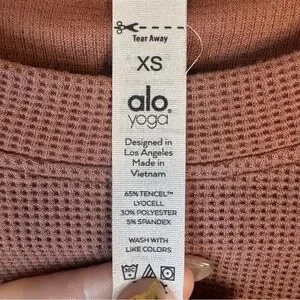 Tear Away
XS
alo®
yoga
Designed in
Los Angeles
Made in
Vietnam
65% TENCEL™
LYOCELL
30% POLYESTER
5% SPANDEX
WASH WITH
LIKE COLORS